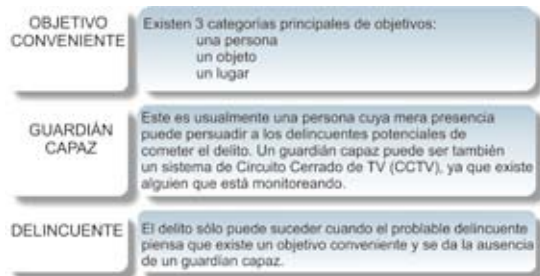 OBJETIVO
CONVENIENTE
Existen 3 categorías principales de objetivos:
una persona
un objeto
un lugar
GUARDIÁN
CAPAZ
Este es usualmente una persona cuya mera presencia
puede persuadir a los delincuentes potenciales de
cometer el delito. Un guardián capaz puede ser también
un sistema de Circuito Cerrado de TV (CCTV), ya que existe
alguien que está monitoreando.
DELINCUENTE
El delito sólo puede suceder cuando el problable delincuente
piensa que existe un objetivo conveniente y se da la ausencia
de un guardían capaz.